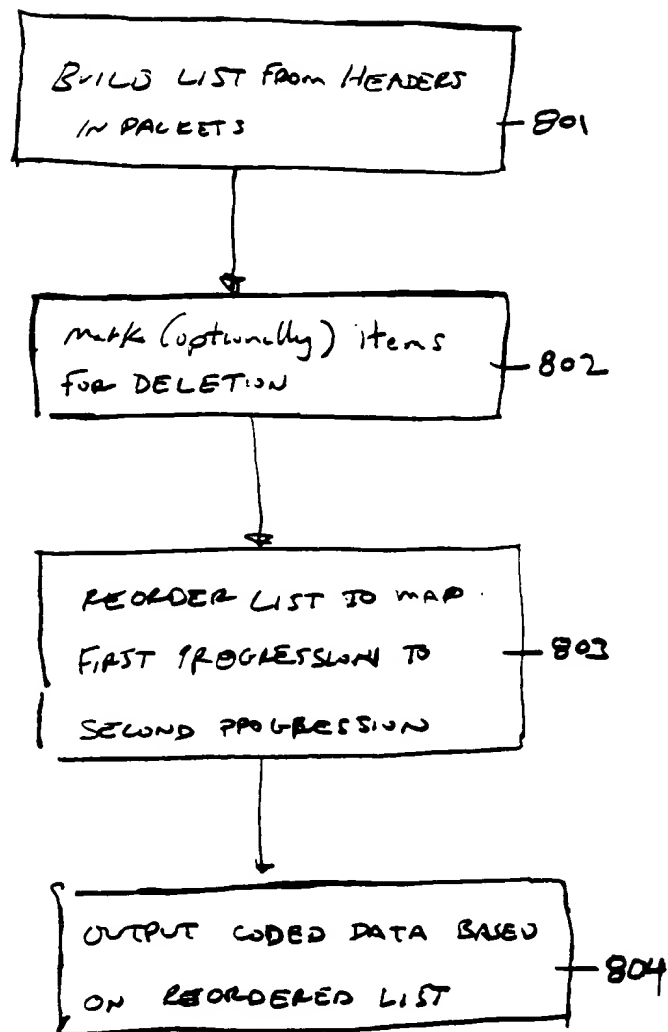 BUILD LIST FROM HEADERS
IN PACKETS
801
Mark (optionally) items
FOR DELETION
802
REORDER LIST TO MAP
FIRST PROGRESSION TO
SECOND PROGRESSION
803
OUTPUT CODED DATA BASED
ON REORDERED LIST
804